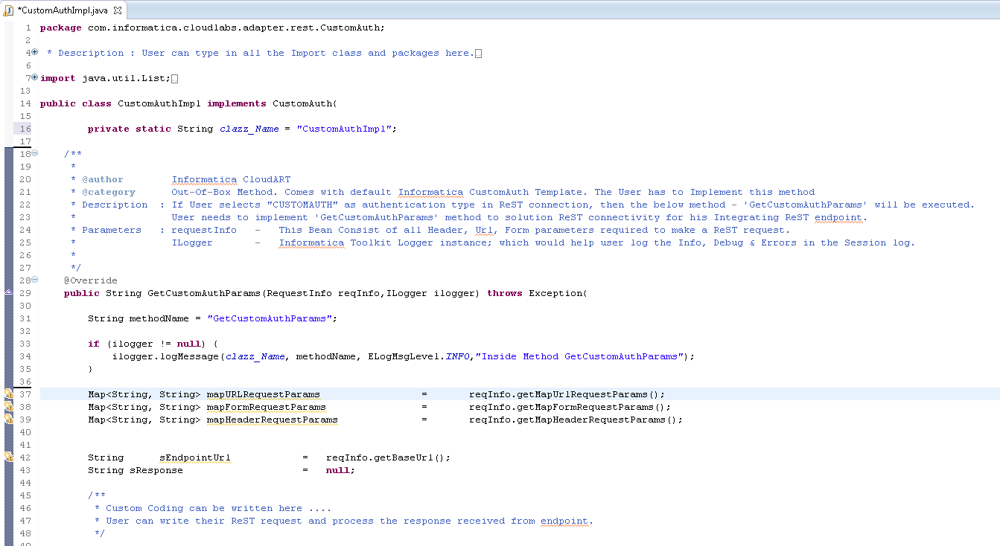 *CustomAuthImpl.java
1 package com.informatica.cloudlabs.adapter.rest.CustomAuth;
2
4 * Description : User can type in all the Import class and packages here.
6
7 import java.util.List;
13
14 public class CustomAuthImpl implements CustomAuth{
15
16 private static String clazz_Name = "CustomAuthImpl";
17
18 /**
19 *
20 * @author Informatica CloudART
21 * @category Out-Of-Box Method. Comes with default Informatica CustomAuth Template. The User has to Implement this method
22 * Description : If User selects "CUSTOMAUTH" as authentication type in ReST connection, then the below method - 'GetCustomAuthParams' will be executed.
23 * User needs to implement 'GetCustomAuthParams' method to solution ReST connectivity for his Integrating ReST endpoint.
24 * Parameters : requestInfo - This Bean Consist of all Header, Url, Form parameters required to make a ReST request.
25 * ILogger - Informatica Toolkit Logger instance; which would help user log the Info, Debug & Errors in the Session log.
26 *
27 */
28 @Override
29 public String GetCustomAuthParams(RequestInfo reqInfo,ILogger ilogger) throws Exception{
30
31 String methodName = "GetCustomAuthParams";
32
33 if (ilogger != null) {
34 ilogger.logMessage(clazz_Name, methodName, ELogMsgLevel.INFO,"Inside Method GetCustomAuthParams");
35 }
36
37 Map<String, String> mapURLRequestParams = reqInfo.getMapUrlRequestParams();
38 Map<String, String> mapFormRequestParams = reqInfo.getMapFormRequestParams();
39 Map<String, String> mapHeaderRequestParams = reqInfo.getMapHeaderRequestParams();
40
41
42 String sEndpointUrl = reqInfo.getBaseUrl();
43 String sResponse = null;
44
45 /**
46 * Custom Coding can be written here ....
47 * User can write their ReST request and process the response received from endpoint.
48 */